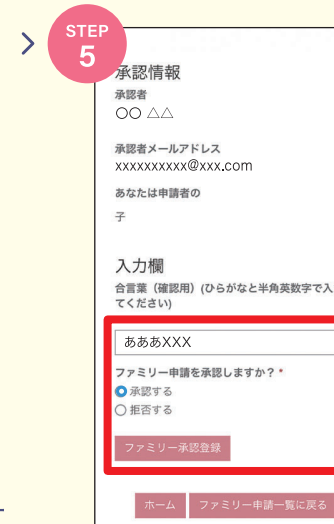 STEP
5
承認情報
承認者
○○ △△
承認者メールアドレス
xxxxxxxxxx@xxx.com
あなたは申請者の
子
入力欄
合言葉（確認用）(ひらがなと半角英数字で入
てください)
あああXXX
ファミリー申請を承認しますか？*
承認する
拒否する
ファミリー承認登録
ホーム
ファミリー申請一覧に戻る